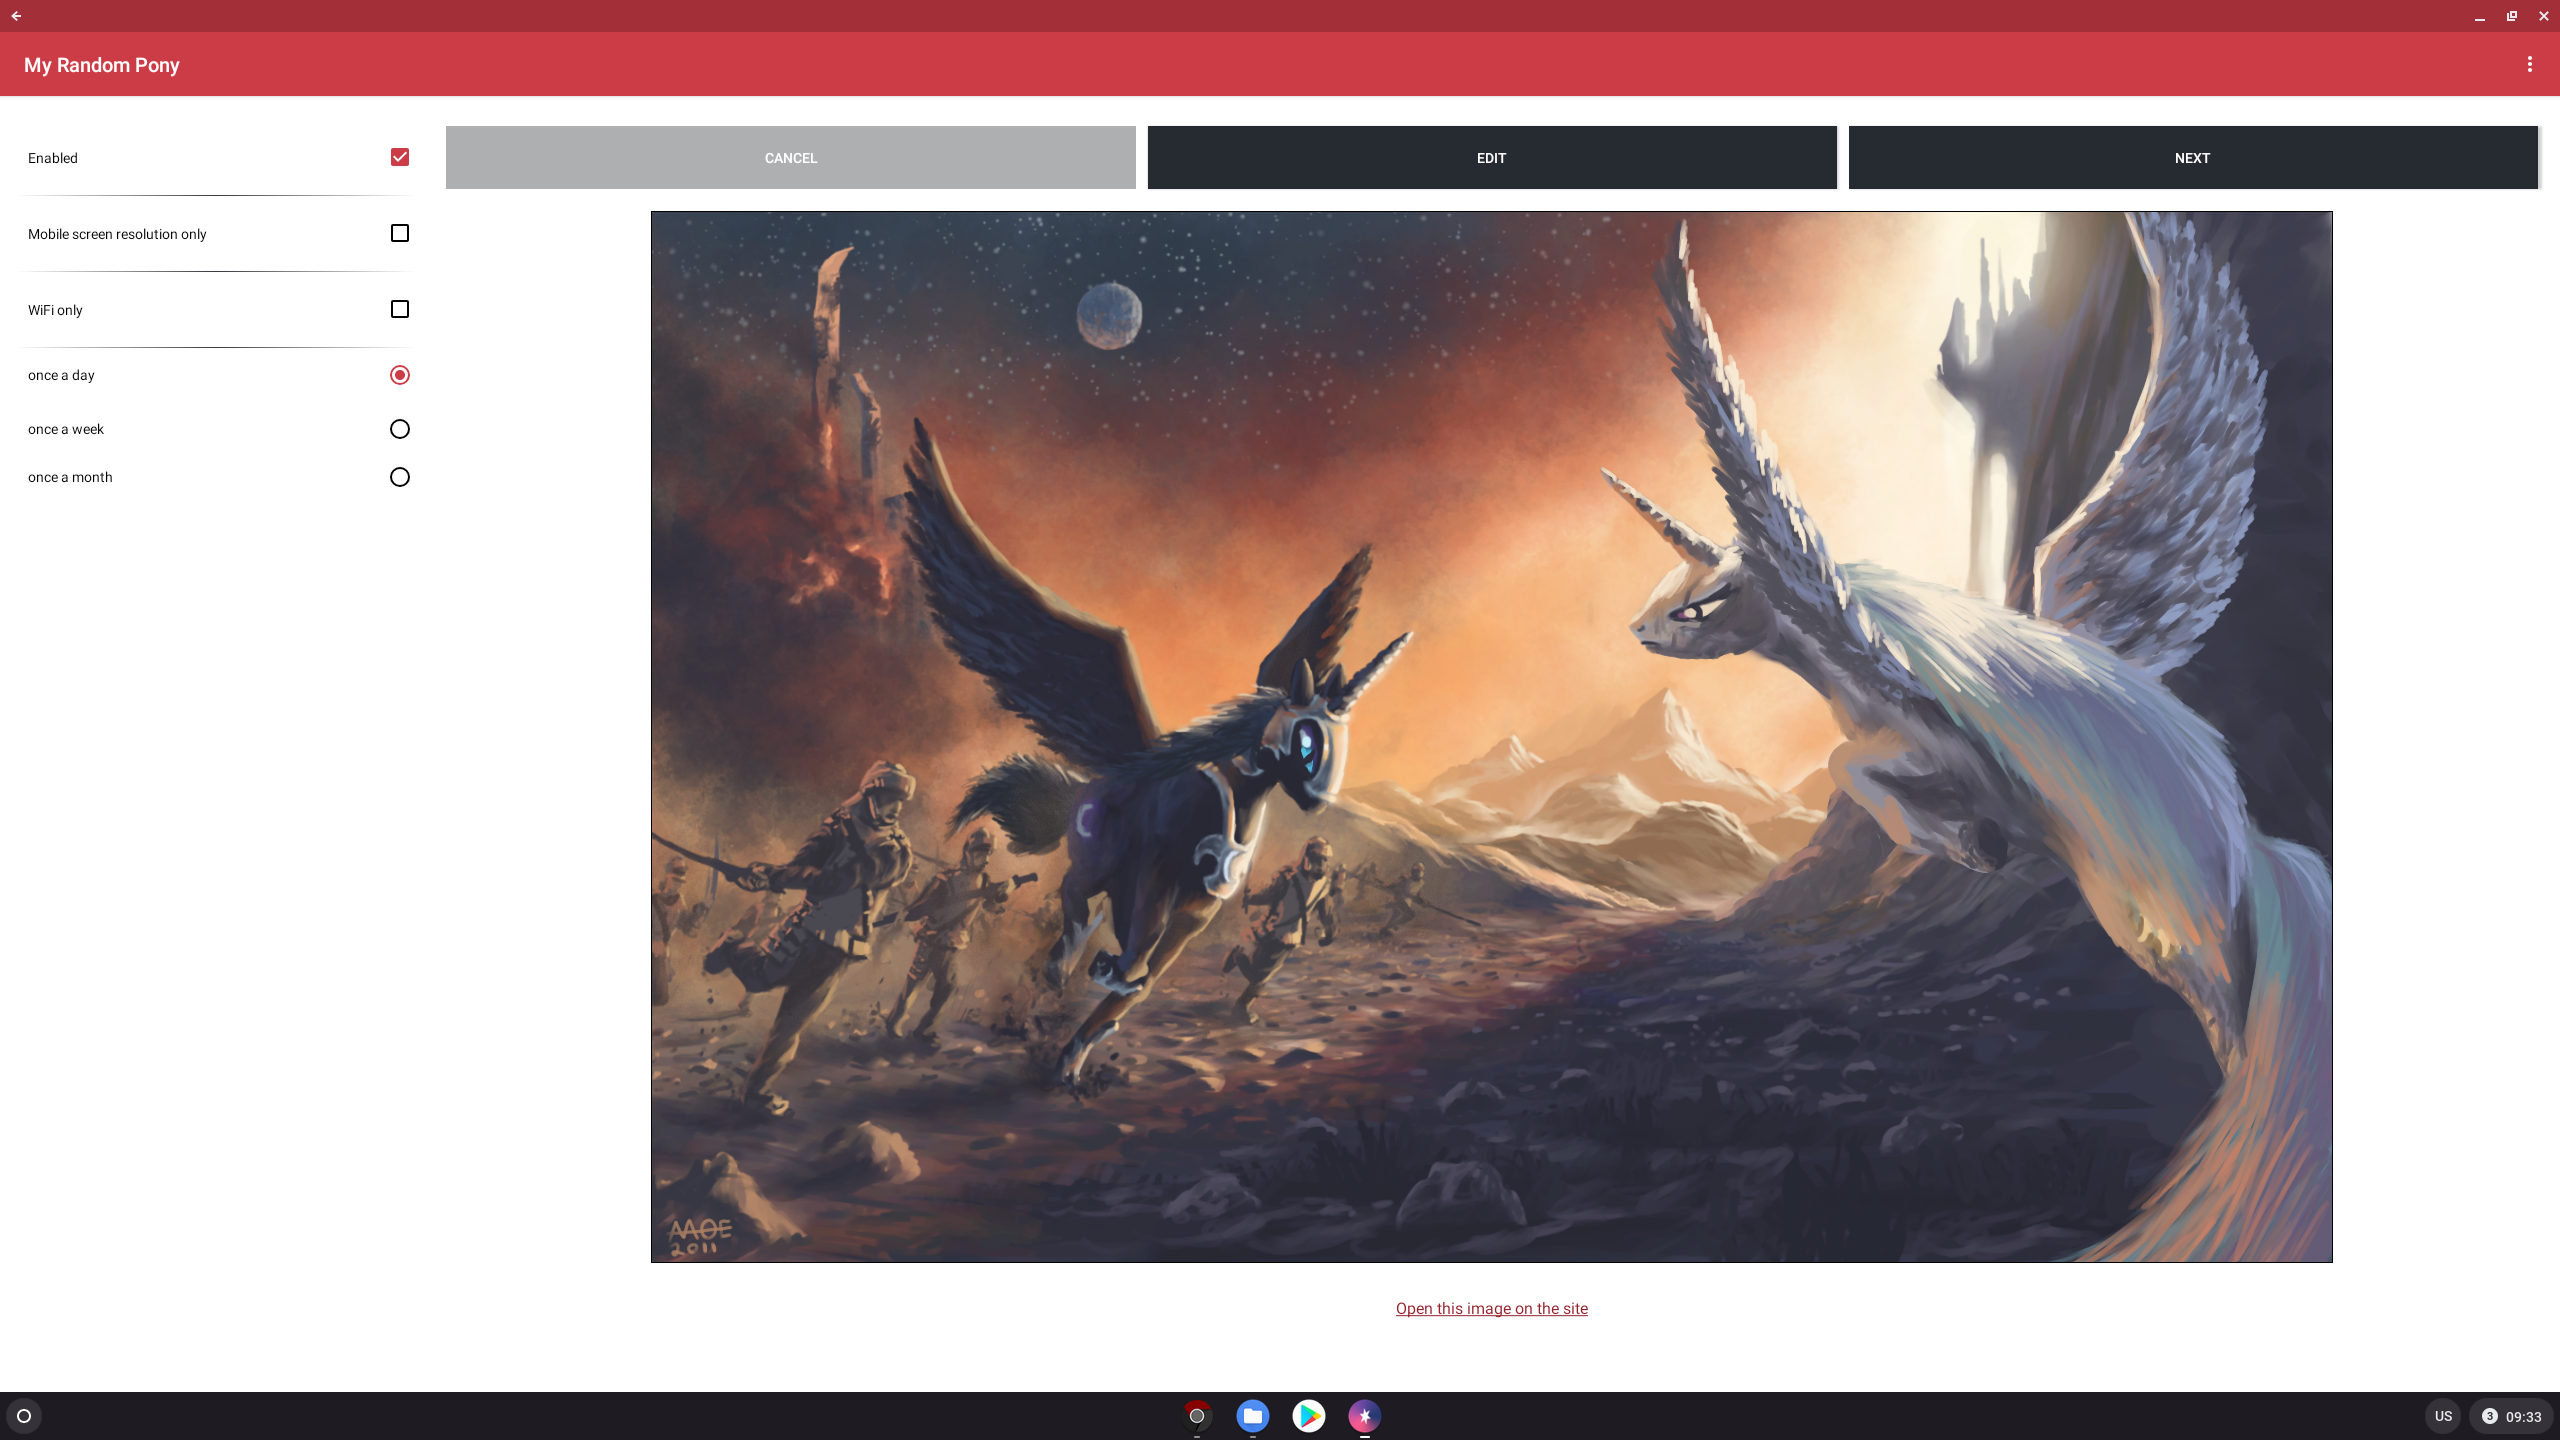 My Random Pony
Enabled
Mobile screen resolution only
WiFi only
once a day
once a week
once a month
CANCEL
EDIT
NEXT
AAOE
2011
Open this image on the site
US
3
09:33